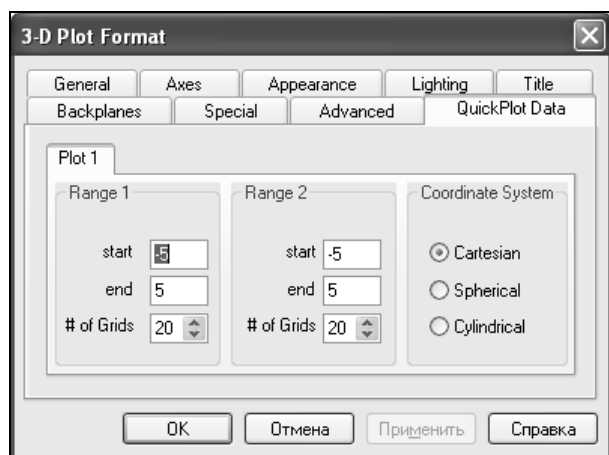 3-D Plot Format
General Axes Appearance Lighting Title
Backplanes Special Advanced QuickPlot Data
Plot 1
Range 1 Range 2 Coordinate System
start -5 start -5 Cartesian
end 5 end 5 Spherical
# of Grids 20 # of Grids 20 Cylindrical
OK Отмена Применить Справка